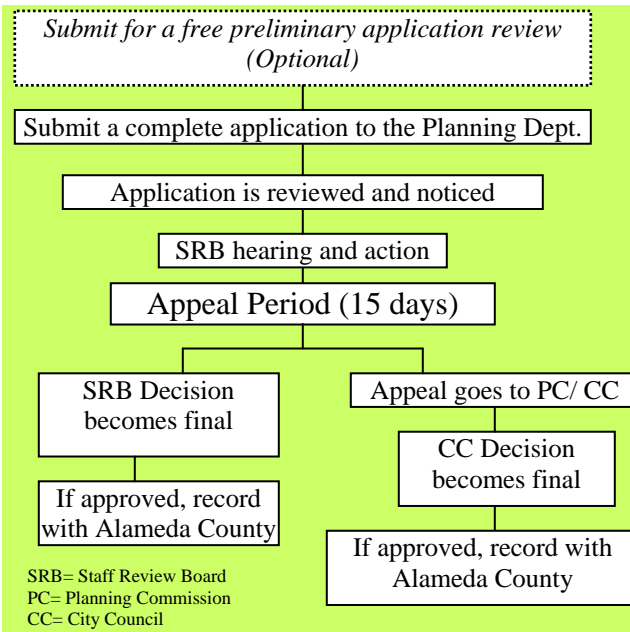 Submit for a free preliminary application review
(Optional)
Submit a complete application to the Planning Dept.
Application is reviewed and noticed
SRB hearing and action
Appeal Period (15 days)
SRB Decision
becomes final
If approved, record
with Alameda County
Appeal goes to PC/ CC
CC Decision
becomes final
If approved, record with
Alameda County
SRB= Staff Review Board
PC= Planning Commission
CC= City Council